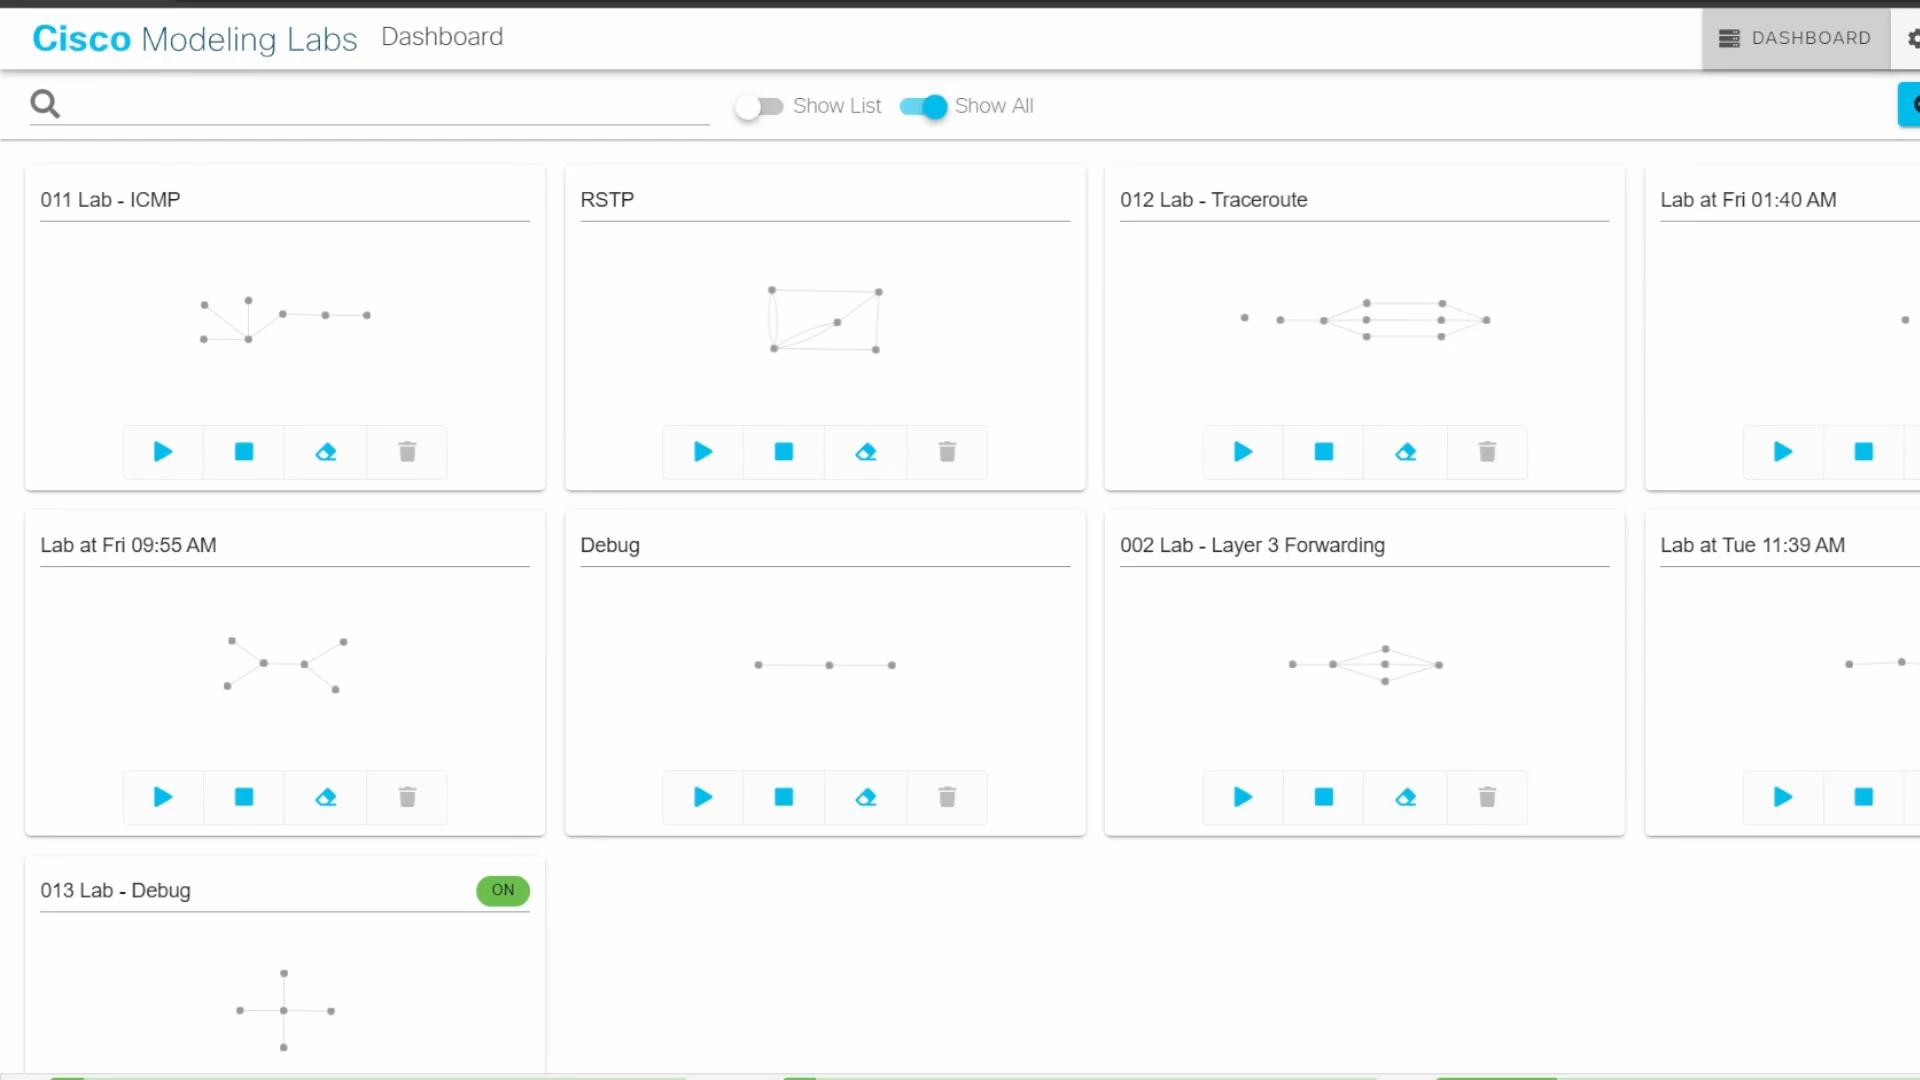 Cisco Modeling Labs Dashboard
DASHBOARD
Show List
Show All
011 Lab - ICMP
RSTP
012 Lab - Traceroute
Lab at Fri 01:40 AM
Lab at Fri 09:55 AM
Debug
002 Lab - Layer 3 Forwarding
Lab at Tue 11:39 AM
013 Lab - Debug
ON